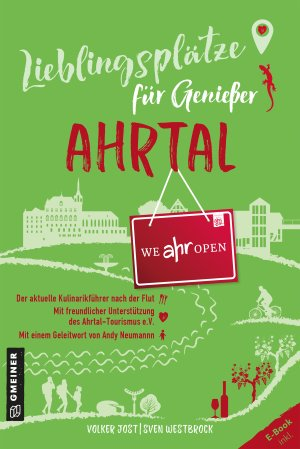 Lieblingsplätze
für Genießer
AHRTAL
WE ahr OPEN
Der aktuelle Kulinarikführer nach der Flut
Mit freundlicher Unterstützung
des Ahrtal-Tourismus e.V.
Mit einem Geleitwort von Andy Neumannn
GMEINER
VOLKER JOST | SVEN WESTBROCK
E-Book
inkl.